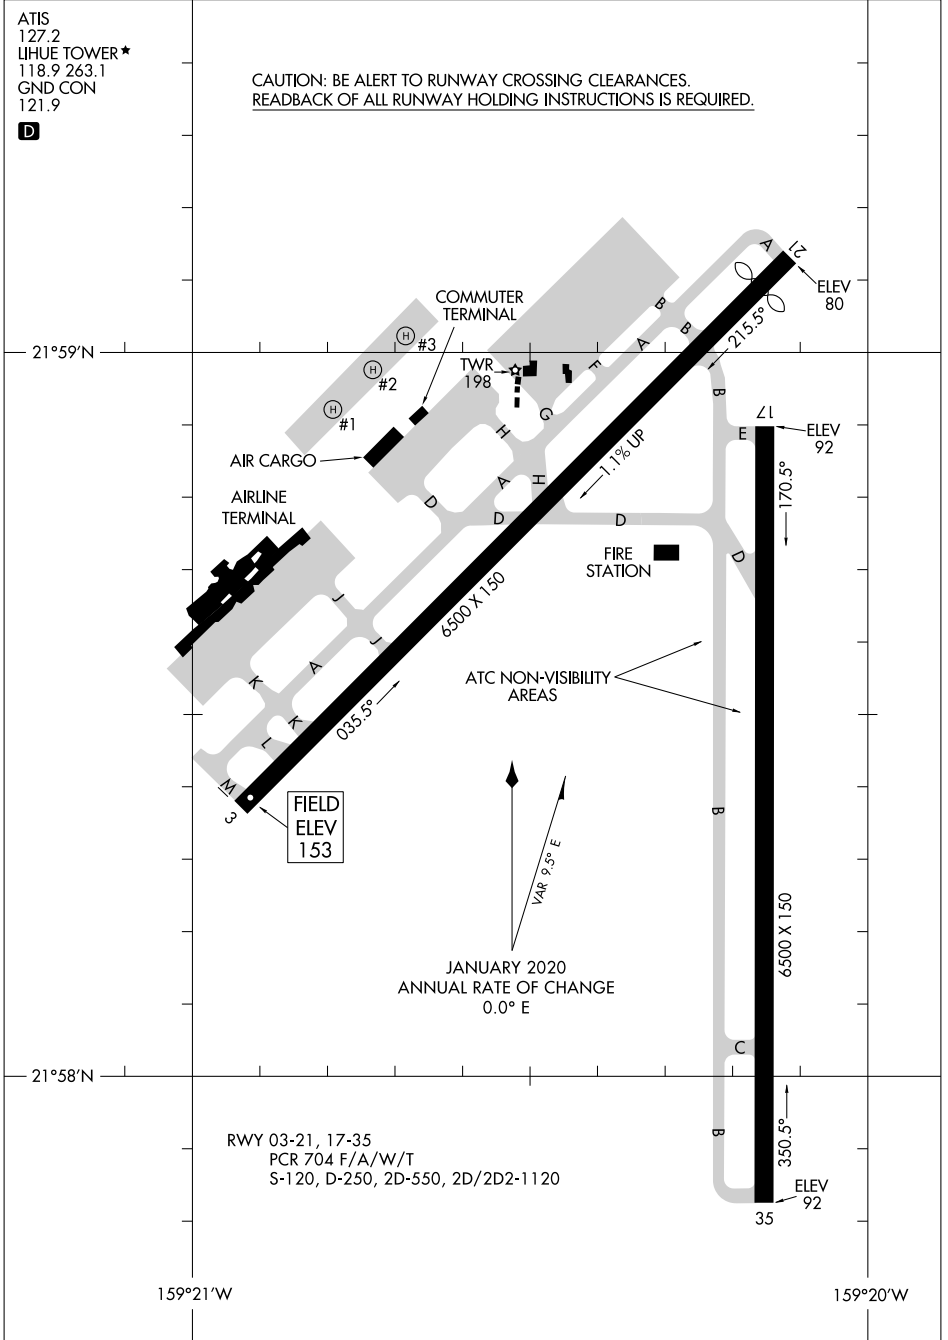 ATIS
127.2
LIHUE TOWER★
118.9 263.1
GND CON
121.9
D
CAUTION: BE ALERT TO RUNWAY CROSSING CLEARANCES.
READBACK OF ALL RUNWAY HOLDING INSTRUCTIONS IS REQUIRED.
A
21
ELEV
80
COMMUTER
TERMINAL
B
B
215.5°
21°59'N
H
#3
TWR
198
A
F
H
#2
B
H
#1
G
17
E
ELEV
92
H
1.1% UP
AIR CARGO
170.5°
AIRLINE
TERMINAL
A
H
D
D
D
FIRE
STATION
D
6500 X 150
J
J
A
ATC NON-VISIBILITY
AREAS
K
K
L
035.5°
M
3
FIELD
ELEV
153
B
VAR 9.5° E
6500 X 150
JANUARY 2020
ANNUAL RATE OF CHANGE
0.0° E
C
21°58'N
B
350.5°
RWY 03-21, 17-35
PCR 704 F/A/W/T
S-120, D-250, 2D-550, 2D/2D2-1120
ELEV
92
35
159°21'W
159°20'W